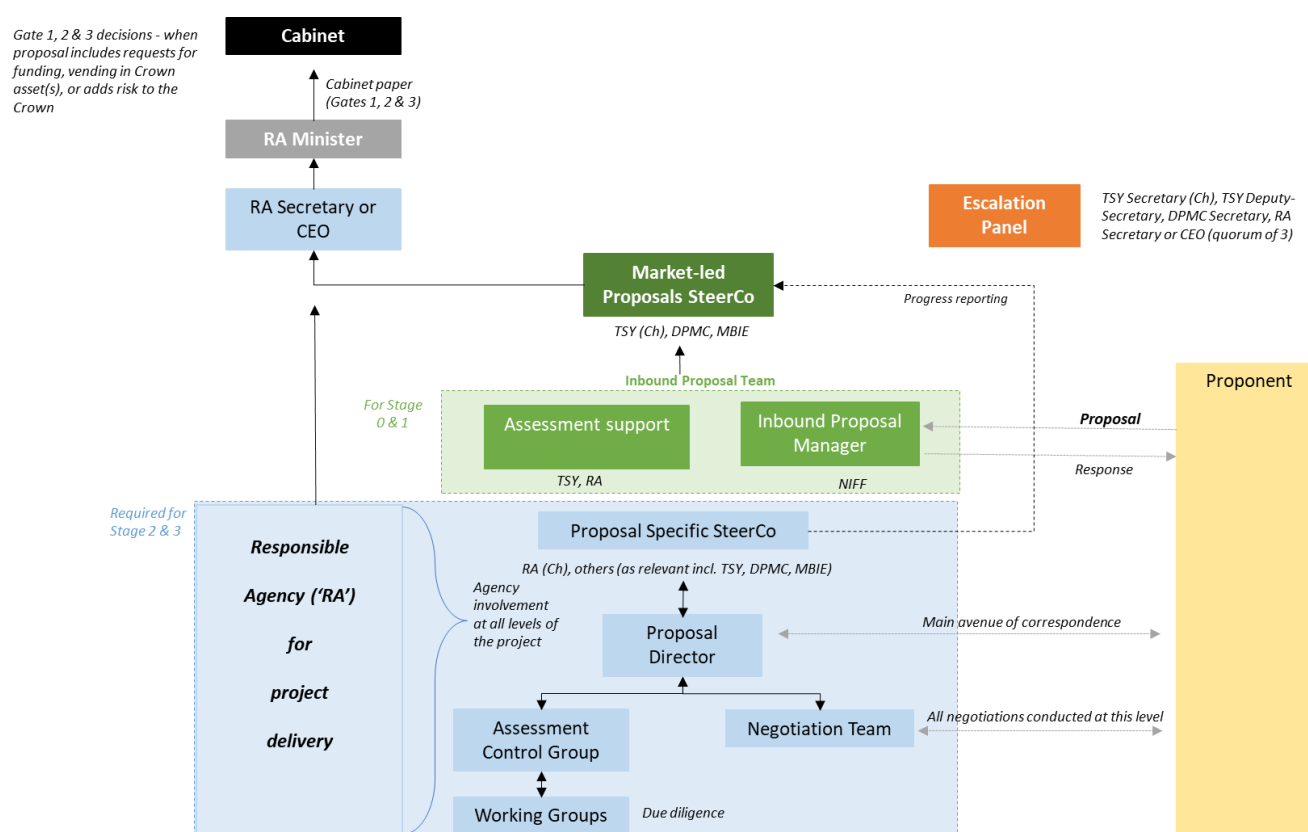 Gate 1, 2 & 3 decisions - when
proposal includes requests for
funding, vending in Crown
asset(s), or adds risk to the
Crown
Cabinet
Cabinet paper
(Gates 1, 2 & 3)
RA Minister
RA Secretary or
CEO
Escalation
Panel
TSY Secretary (Ch), TSY Deputy-
Secretary, DPMC Secretary, RA
Secretary or CEO (quorum of 3)
Market-led
Proposals SteerCo
Progress reporting
TSY (Ch), DPMC, MBIE
Inbound Proposal Team
For Stage
0 & 1
Assessment support
TSY, RA
Inbound Proposal
Manager
NIFF
Proponent
Proposal
Response
Required for
Stage 2 & 3
Responsible
Agency (‘RA’)
for
project
delivery
Agency
involvement
at all levels of
the project
Proposal Specific SteerCo
RA (Ch), others (as relevant incl. TSY, DPMC, MBIE)
Proposal
Director
Main avenue of correspondence
Assessment
Control Group
Negotiation Team
All negotiations conducted at this level
Working Groups
Due diligence